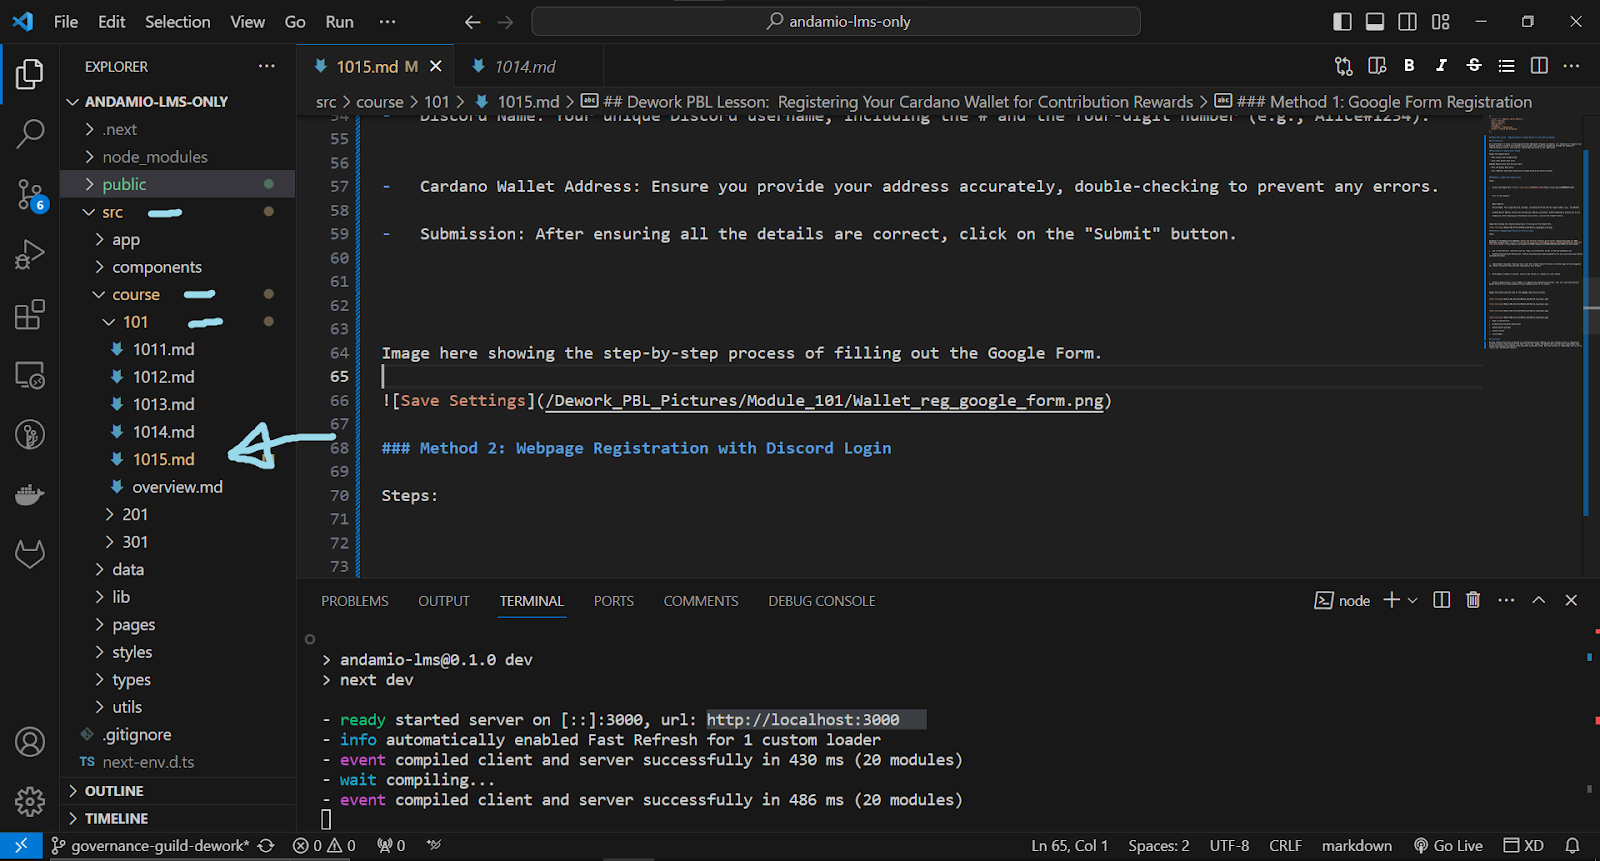 File Edit Selection View Go Run ···
andamio-lms-only
EXPLORER ···
ANDAMIO-LMS-ONLY
.next
node_modules
public
src
app
components
course
101
1011.md
1012.md
1013.md
1014.md
1015.md
overview.md
201
301
data
lib
pages
styles
types
utils
.gitignore
TS next-env.d.ts
OUTLINE
TIMELINE
6
1015.md M
1014.md
B I S ···
src > course > 101 > 1015.md > abc ## Dework PBL Lesson: Registering Your Cardano Wallet for Contribution Rewards > abc ### Method 1: Google Form Registration
54 - Discord Name: Your unique Discord username, including the # and the four-digit number (e.g., Alice#1234).
55
56
57 - Cardano Wallet Address: Ensure you provide your address accurately, double-checking to prevent any errors.
58
59 - Submission: After ensuring all the details are correct, click on the "Submit" button.
60
61
62
63
64 Image here showing the step-by-step process of filling out the Google Form.
65
66 ![Save Settings](/Dework_PBL_Pictures/Module_101/Wallet_reg_google_form.png)
67
68 ### Method 2: Webpage Registration with Discord Login
69
70 Steps:
71
72
73
PROBLEMS OUTPUT TERMINAL PORTS COMMENTS DEBUG CONSOLE
node ···
> andamio-lms@0.1.0 dev
> next dev
- ready started server on [::]:3000, url: http://localhost:3000
- info automatically enabled Fast Refresh for 1 custom loader
- event compiled client and server successfully in 430 ms (20 modules)
- wait compiling...
- event compiled client and server successfully in 486 ms (20 modules)
governance-guild-dework* 0 0 0 Ln 65, Col 1 Spaces: 2 UTF-8 CRLF markdown Go Live XD